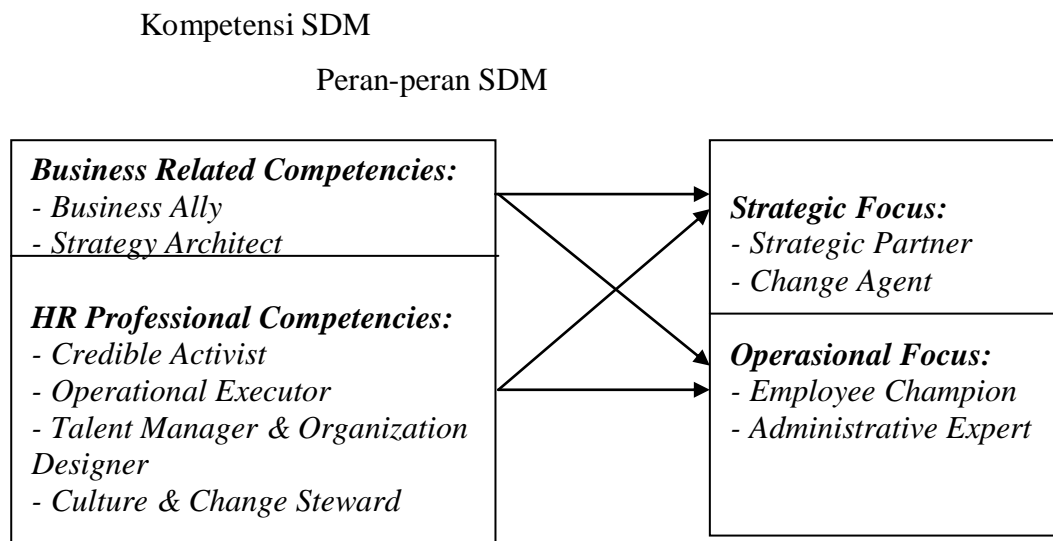 Kompetensi SDM
Peran-peran SDM
Business Related Competencies:
- Business Ally
- Strategy Architect
HR Professional Competencies:
- Credible Activist
- Operational Executor
- Talent Manager & Organization
Designer
- Culture & Change Steward
Strategic Focus:
- Strategic Partner
- Change Agent
Operasional Focus:
- Employee Champion
- Administrative Expert